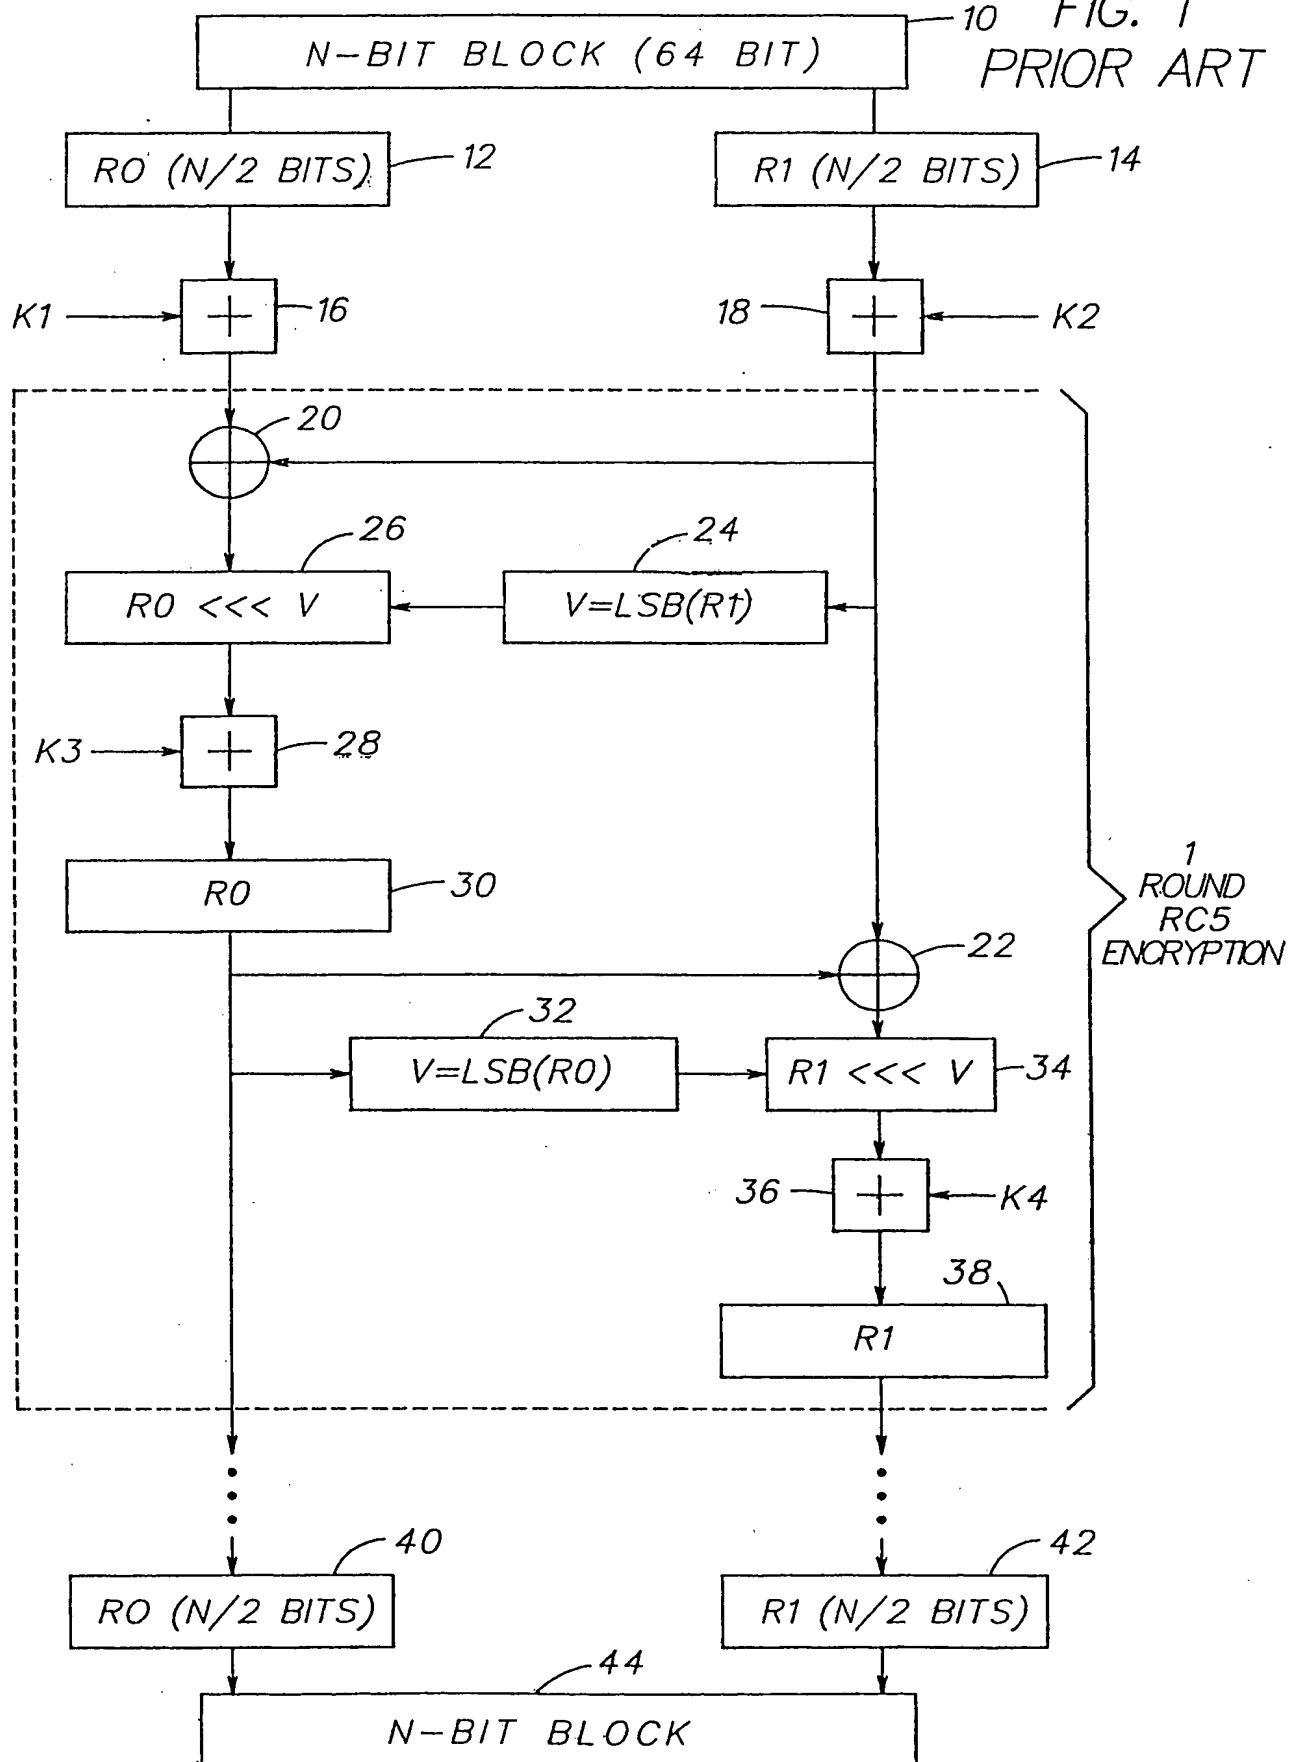 FIG. 1
PRIOR ART
10
N-BIT BLOCK (64 BIT)
R0 (N/2 BITS)
12
R1 (N/2 BITS)
14
K1
+
16
18
+
K2
20
26
24
R0 <<< V
V=LSB(R1)
K3
+
28
R0
30
1
ROUND
RC5
ENCRYPTION
22
32
V=LSB(R0)
R1 <<< V
34
36
+
K4
38
R1
40
42
R0 (N/2 BITS)
R1 (N/2 BITS)
44
N-BIT BLOCK